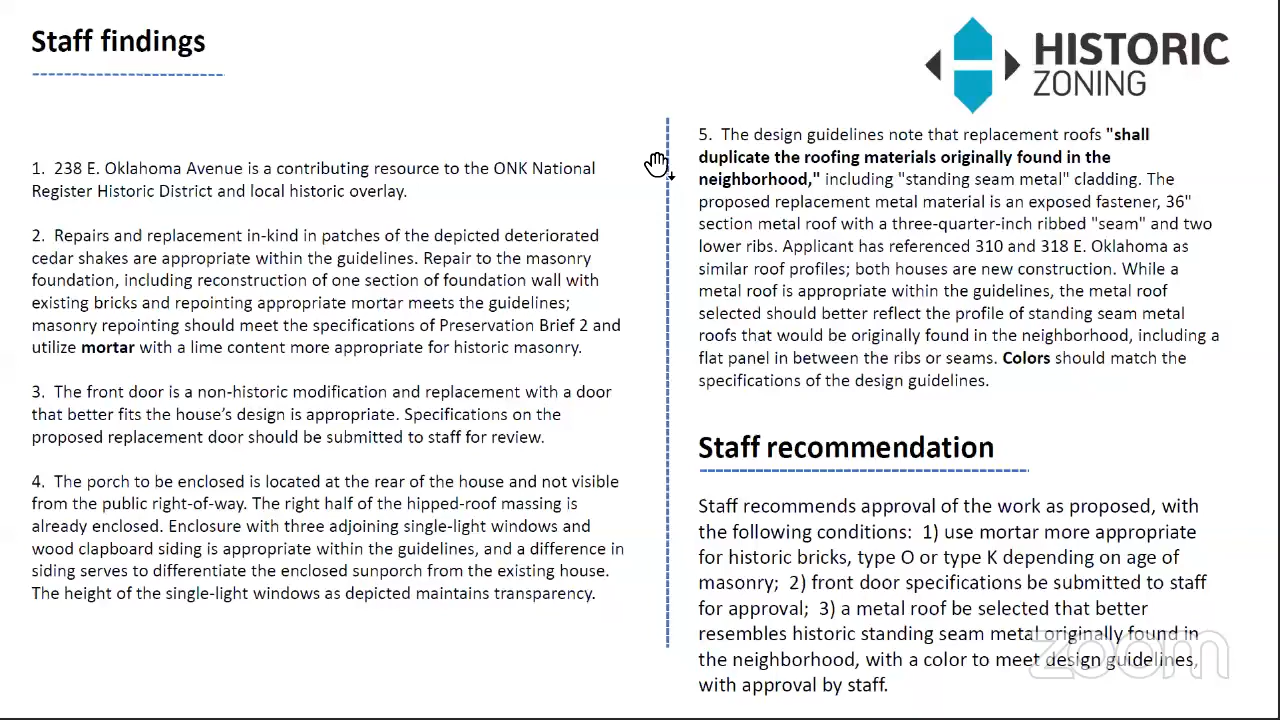 Staff findings
HISTORIC
ZONING
1. 238 E. Oklahoma Avenue is a contributing resource to the ONK National
Register Historic District and local historic overlay.
2. Repairs and replacement in-kind in patches of the depicted deteriorated
cedar shakes are appropriate within the guidelines. Repair to the masonry
foundation, including reconstruction of one section of foundation wall with
existing bricks and repointing appropriate mortar meets the guidelines;
masonry repointing should meet the specifications of Preservation Brief 2 and
utilize mortar with a lime content more appropriate for historic masonry.
3. The front door is a non-historic modification and replacement with a door
that better fits the house's design is appropriate. Specifications on the
proposed replacement door should be submitted to staff for review.
4. The porch to be enclosed is located at the rear of the house and not visible
from the public right-of-way. The right half of the hipped-roof massing is
already enclosed. Enclosure with three adjoining single-light windows and
wood clapboard siding is appropriate within the guidelines, and a difference in
siding serves to differentiate the enclosed sunporch from the existing house.
The height of the single-light windows as depicted maintains transparency.
5. The design guidelines note that replacement roofs "shall
duplicate the roofing materials originally found in the
neighborhood," including "standing seam metal" cladding. The
proposed replacement metal material is an exposed fastener, 36"
section metal roof with a three-quarter-inch ribbed "seam" and two
lower ribs. Applicant has referenced 310 and 318 E. Oklahoma as
similar roof profiles; both houses are new construction. While a
metal roof is appropriate within the guidelines, the metal roof
selected should better reflect the profile of standing seam metal
roofs that would be originally found in the neighborhood, including a
flat panel in between the ribs or seams. Colors should match the
specifications of the design guidelines.
Staff recommendation
Staff recommends approval of the work as proposed, with
the following conditions: 1) use mortar more appropriate
for historic bricks, type O or type K depending on age of
masonry; 2) front door specifications be submitted to staff
for approval; 3) a metal roof be selected that better
resembles historic standing seam metal originally found in
the neighborhood, with a color to meet design guidelines,
with approval by staff.
zoom